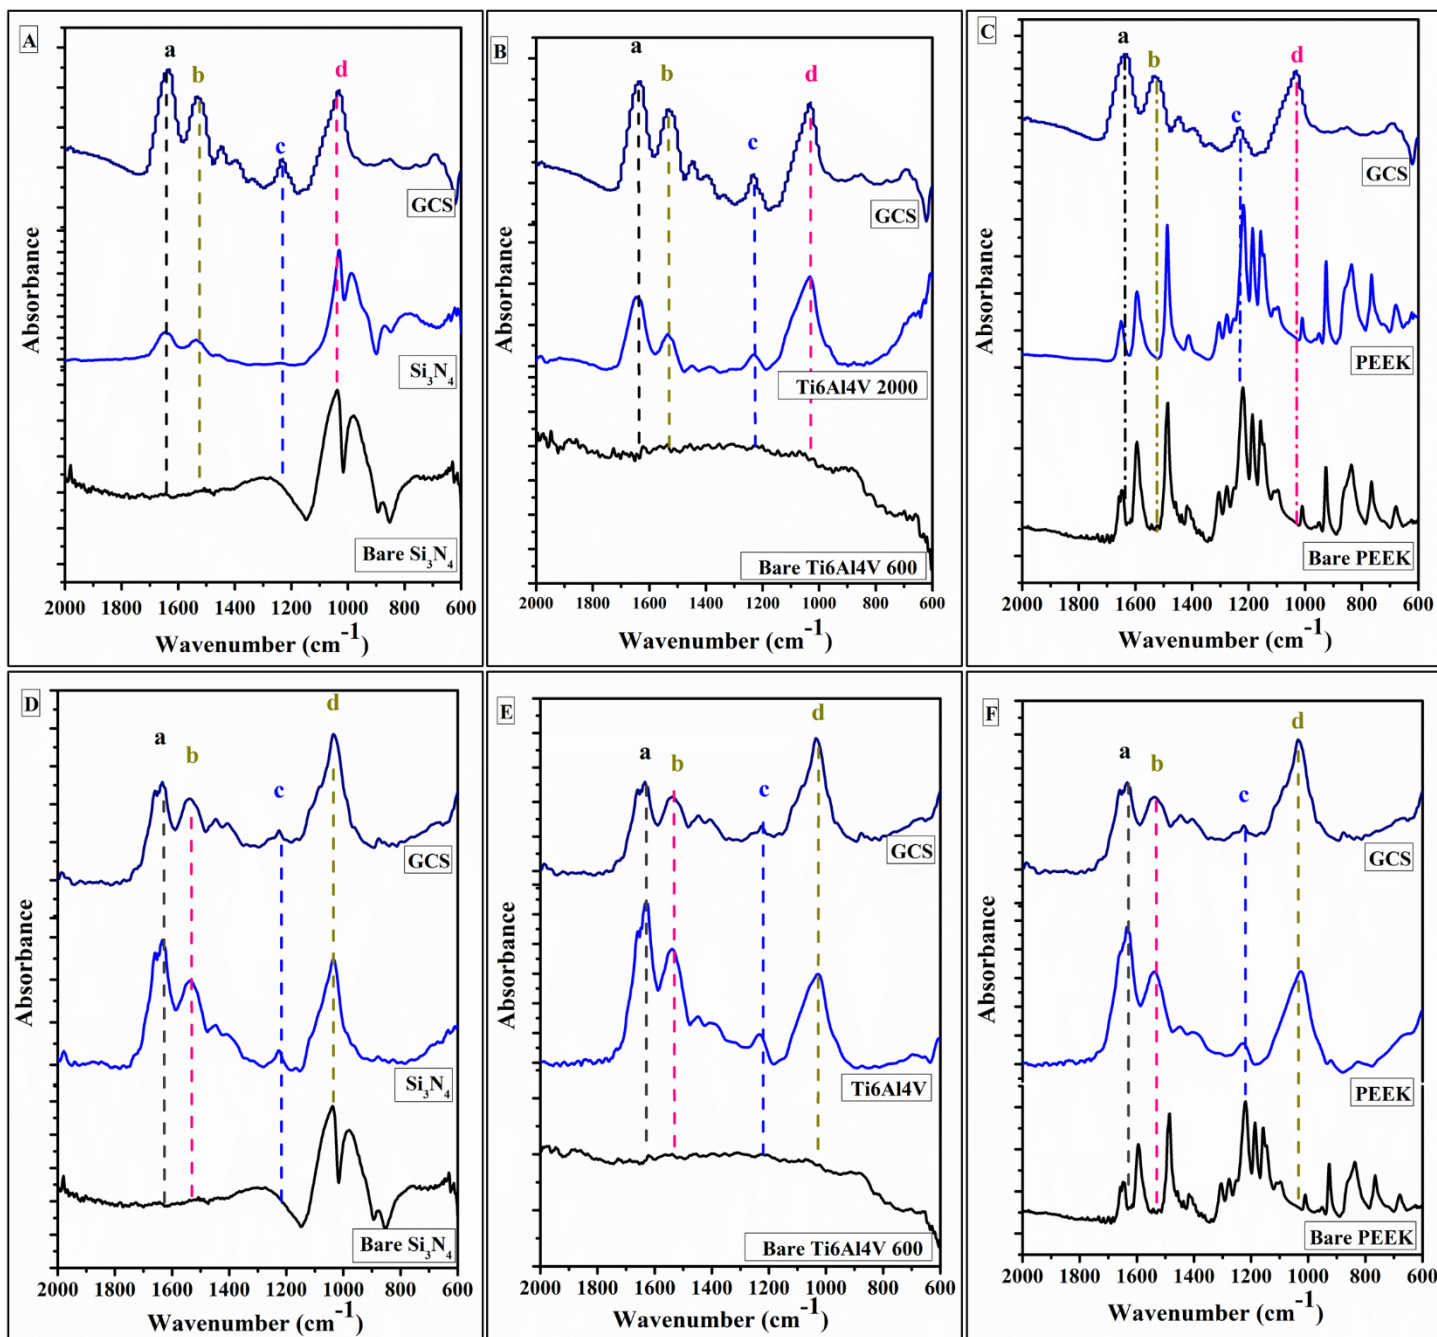 A
a
b
c
d
GCS
Si3N4
Bare Si3N4
Absorbance
2000 1800 1600 1400 1200 1000 800 600
Wavenumber (cm-1)
B
a
b
c
d
GCS
Ti6Al4V 2000
Bare Ti6Al4V 600
Absorbance
2000 1800 1600 1400 1200 1000 800 600
Wavenumber (cm-1)
C
a
b
c
d
GCS
PEEK
Bare PEEK
Absorbance
2000 1800 1600 1400 1200 1000 800 600
Wavenumber (cm-1)
D
a
b
c
d
GCS
Si3N4
Bare Si3N4
Absorbance
2000 1800 1600 1400 1200 1000 800 600
Wavenumber (cm-1)
E
a
b
c
d
GCS
Ti6Al4V
Bare Ti6Al4V 600
Absorbance
2000 1800 1600 1400 1200 1000 800 600
Wavenumber (cm-1)
F
a
b
c
d
GCS
PEEK
Bare PEEK
Absorbance
2000 1800 1600 1400 1200 1000 800 600
Wavenumber (cm-1)